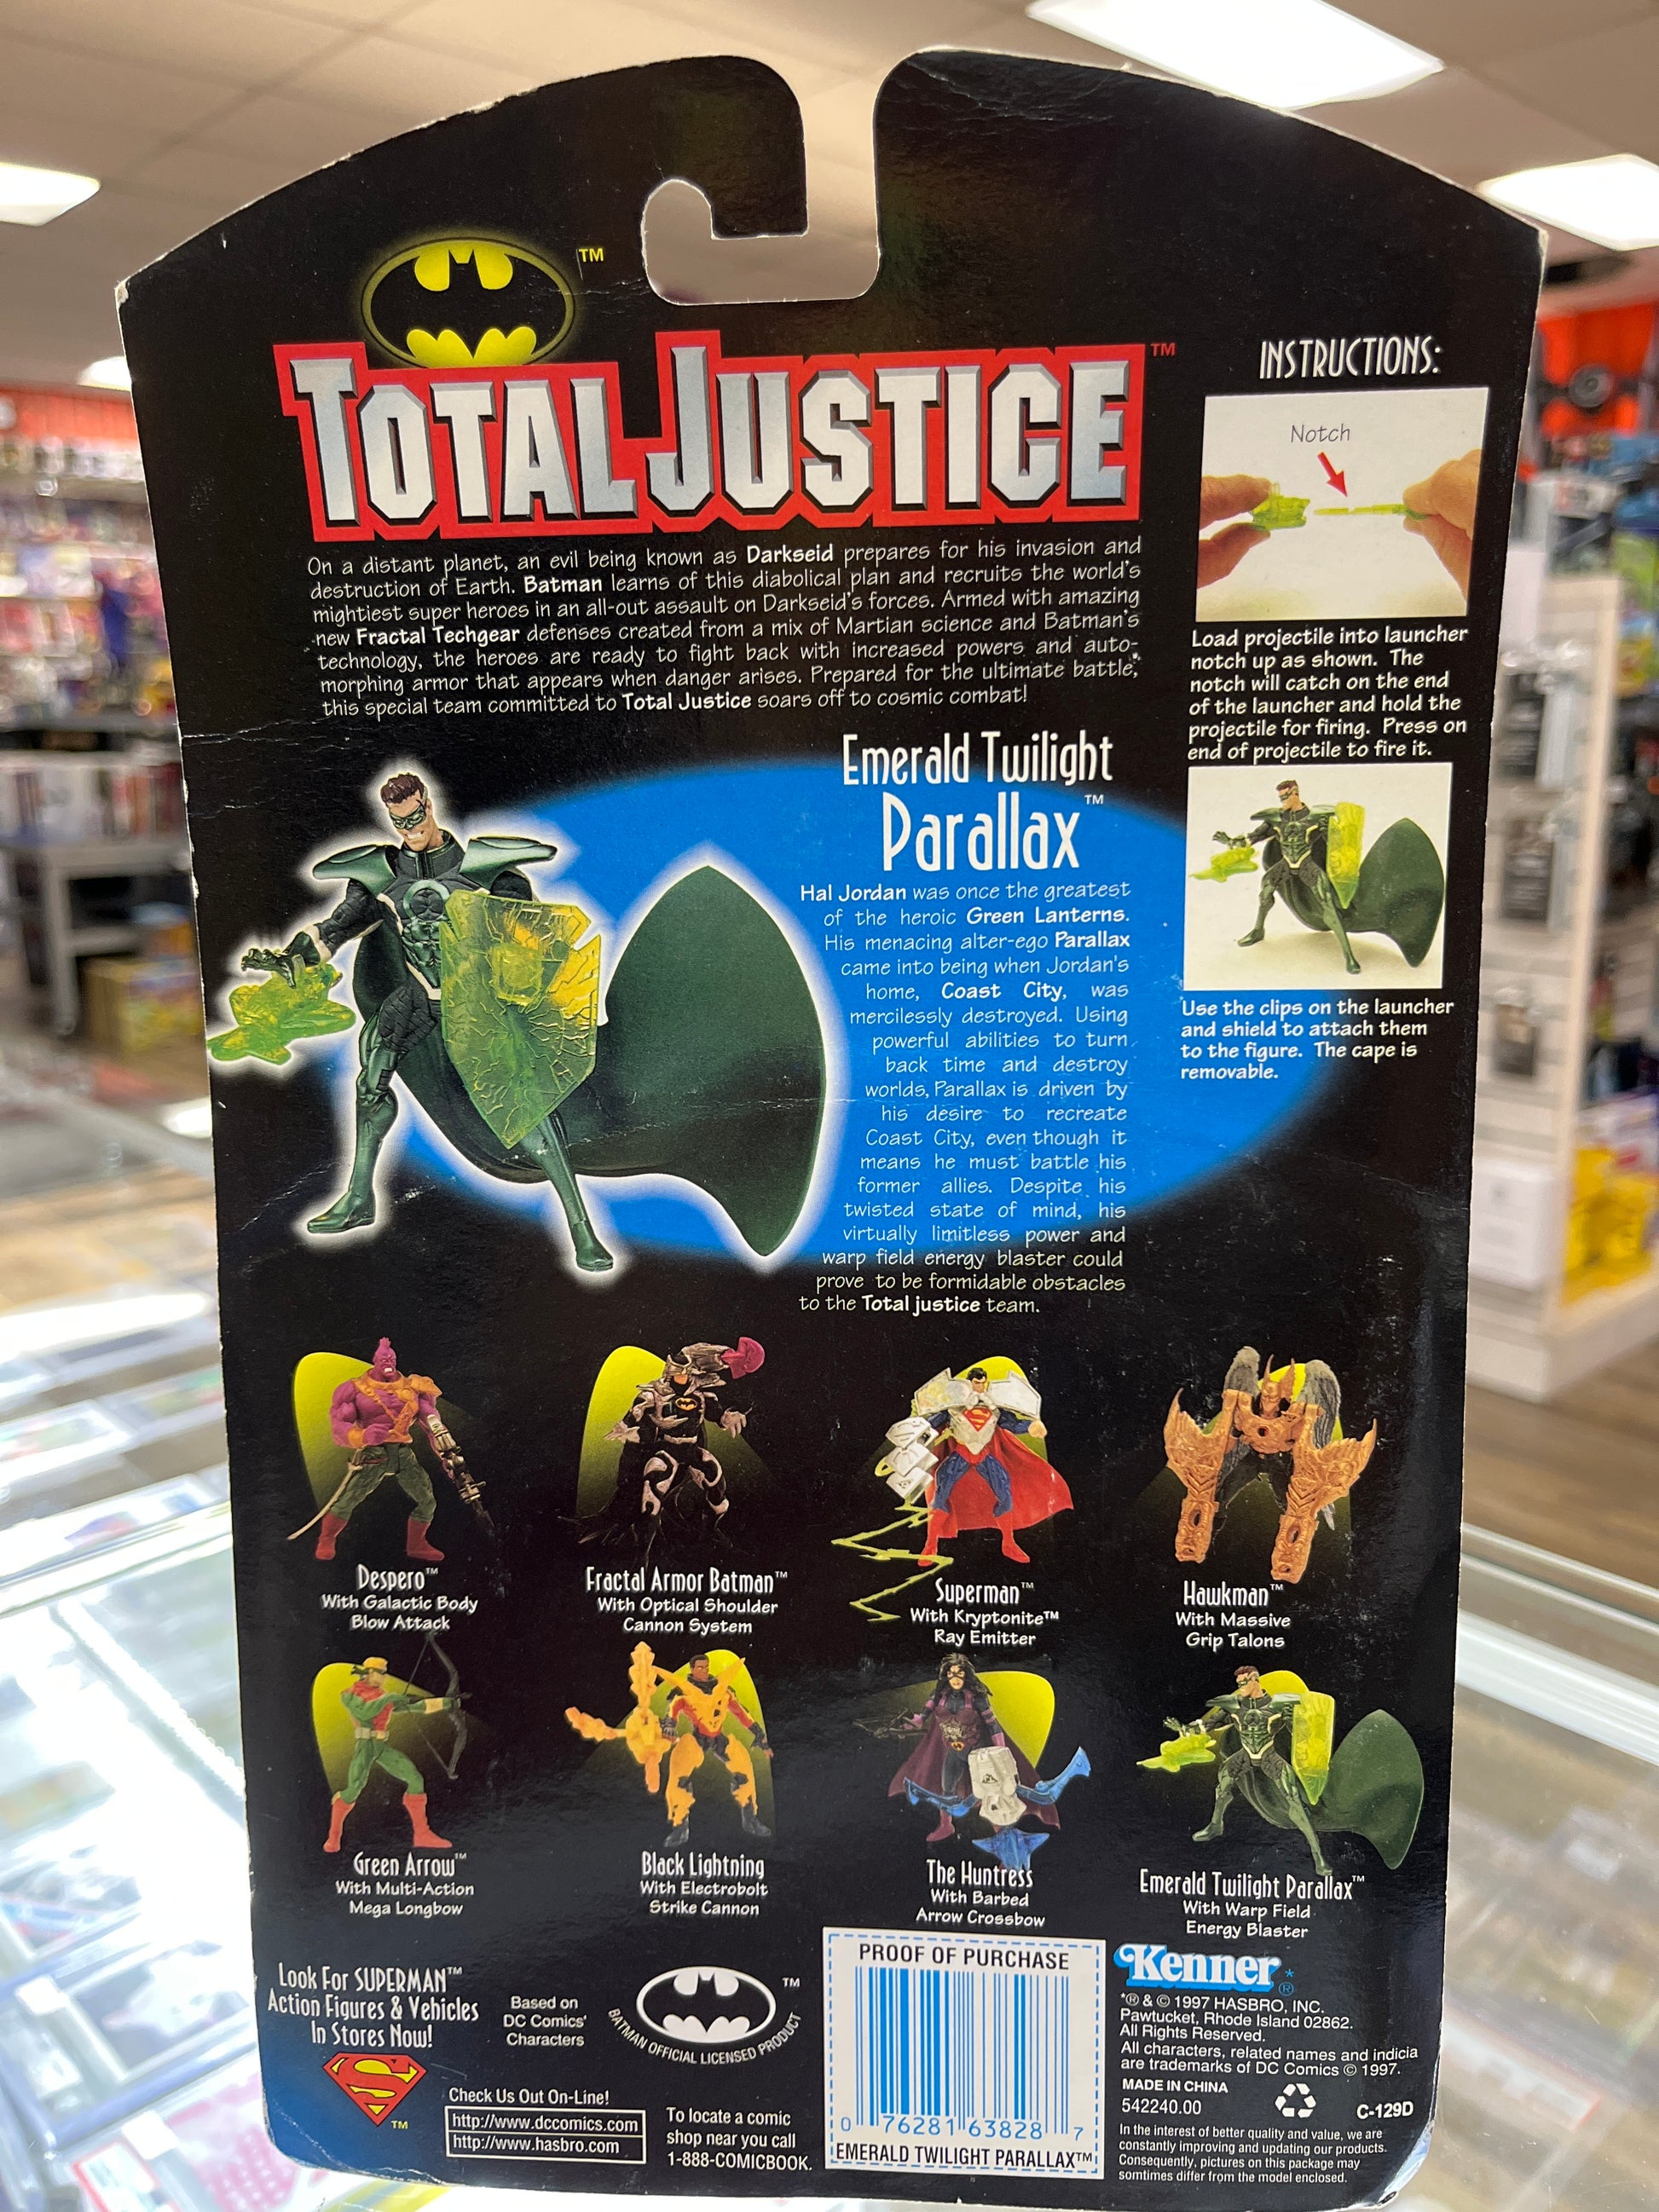 TM
TOTAL JUSTICE™
On a distant planet, an evil being known as Darkseid prepares for his invasion and
destruction of Earth. Batman learns of this diabolical plan and recruits the world's
mightiest super heroes in an all-out assault on Darkseid's forces. Armed with amazing
new Fractal Techgear defenses created from a mix of Martian science and Batman's
technology, the heroes are ready to fight back with increased powers and auto-
morphing armor that appears when danger arises. Prepared for the ultimate battle,
this special team committed to Total Justice soars off to cosmic combat!
INSTRUCTIONS:
Notch
Load projectile into launcher
notch up as shown. The
notch will catch on the end
of the launcher and hold the
projectile for firing. Press on
end of projectile to fire it.
Use the clips on the launcher
and shield to attach them
to the figure. The cape is
removable.
Emerald Twilight
Parallax™
Hal Jordan was once the greatest
of the heroic Green Lanterns.
His menacing alter-ego Parallax
came into being when Jordan's
home, Coast City, was
mercilessly destroyed. Using
powerful abilities to turn
back time and destroy
worlds, Parallax is driven by
his desire to recreate
Coast City, even though it
means he must battle his
former allies. Despite his
twisted state of mind, his
virtually limitless power and
warp field energy blaster could
prove to be formidable obstacles
to the Total justice team.
Despero™
With Galactic Body
Blow Attack
Fractal Armor Batman™
With Optical Shoulder
Cannon System
Superman™
With Kryptonite™
Ray Emitter
Hawkman™
With Massive
Grip Talons
Green Arrow™
With Multi-Action
Mega Longbow
Black Lightning
With Electrobolt
Strike Cannon
The Huntress
With Barbed
Arrow Crossbow
Emerald Twilight Parallax™
With Warp Field
Energy Blaster
Look For SUPERMAN™
Action Figures & Vehicles
In Stores Now!
TM
Based on
DC Comics'
Characters
TM
BATMAN OFFICIAL LICENSED PRODUCT
Check Us Out On-Line!
http://www.dccomics.com
http://www.hasbro.com
To locate a comic
shop near you call
1-888-COMICBOOK.
PROOF OF PURCHASE
0 76281 63828 7
EMERALD TWILIGHT PARALLAX™
Kenner*®
*® & © 1997 HASBRO, INC.
Pawtucket, Rhode Island 02862.
All Rights Reserved.
All characters, related names and indicia
are trademarks of DC Comics © 1997.
MADE IN CHINA
542240.00
C-129D
In the interest of better quality and value, we are
constantly improving and updating our products.
Consequently, pictures on this package may
somtimes differ from the model enclosed.